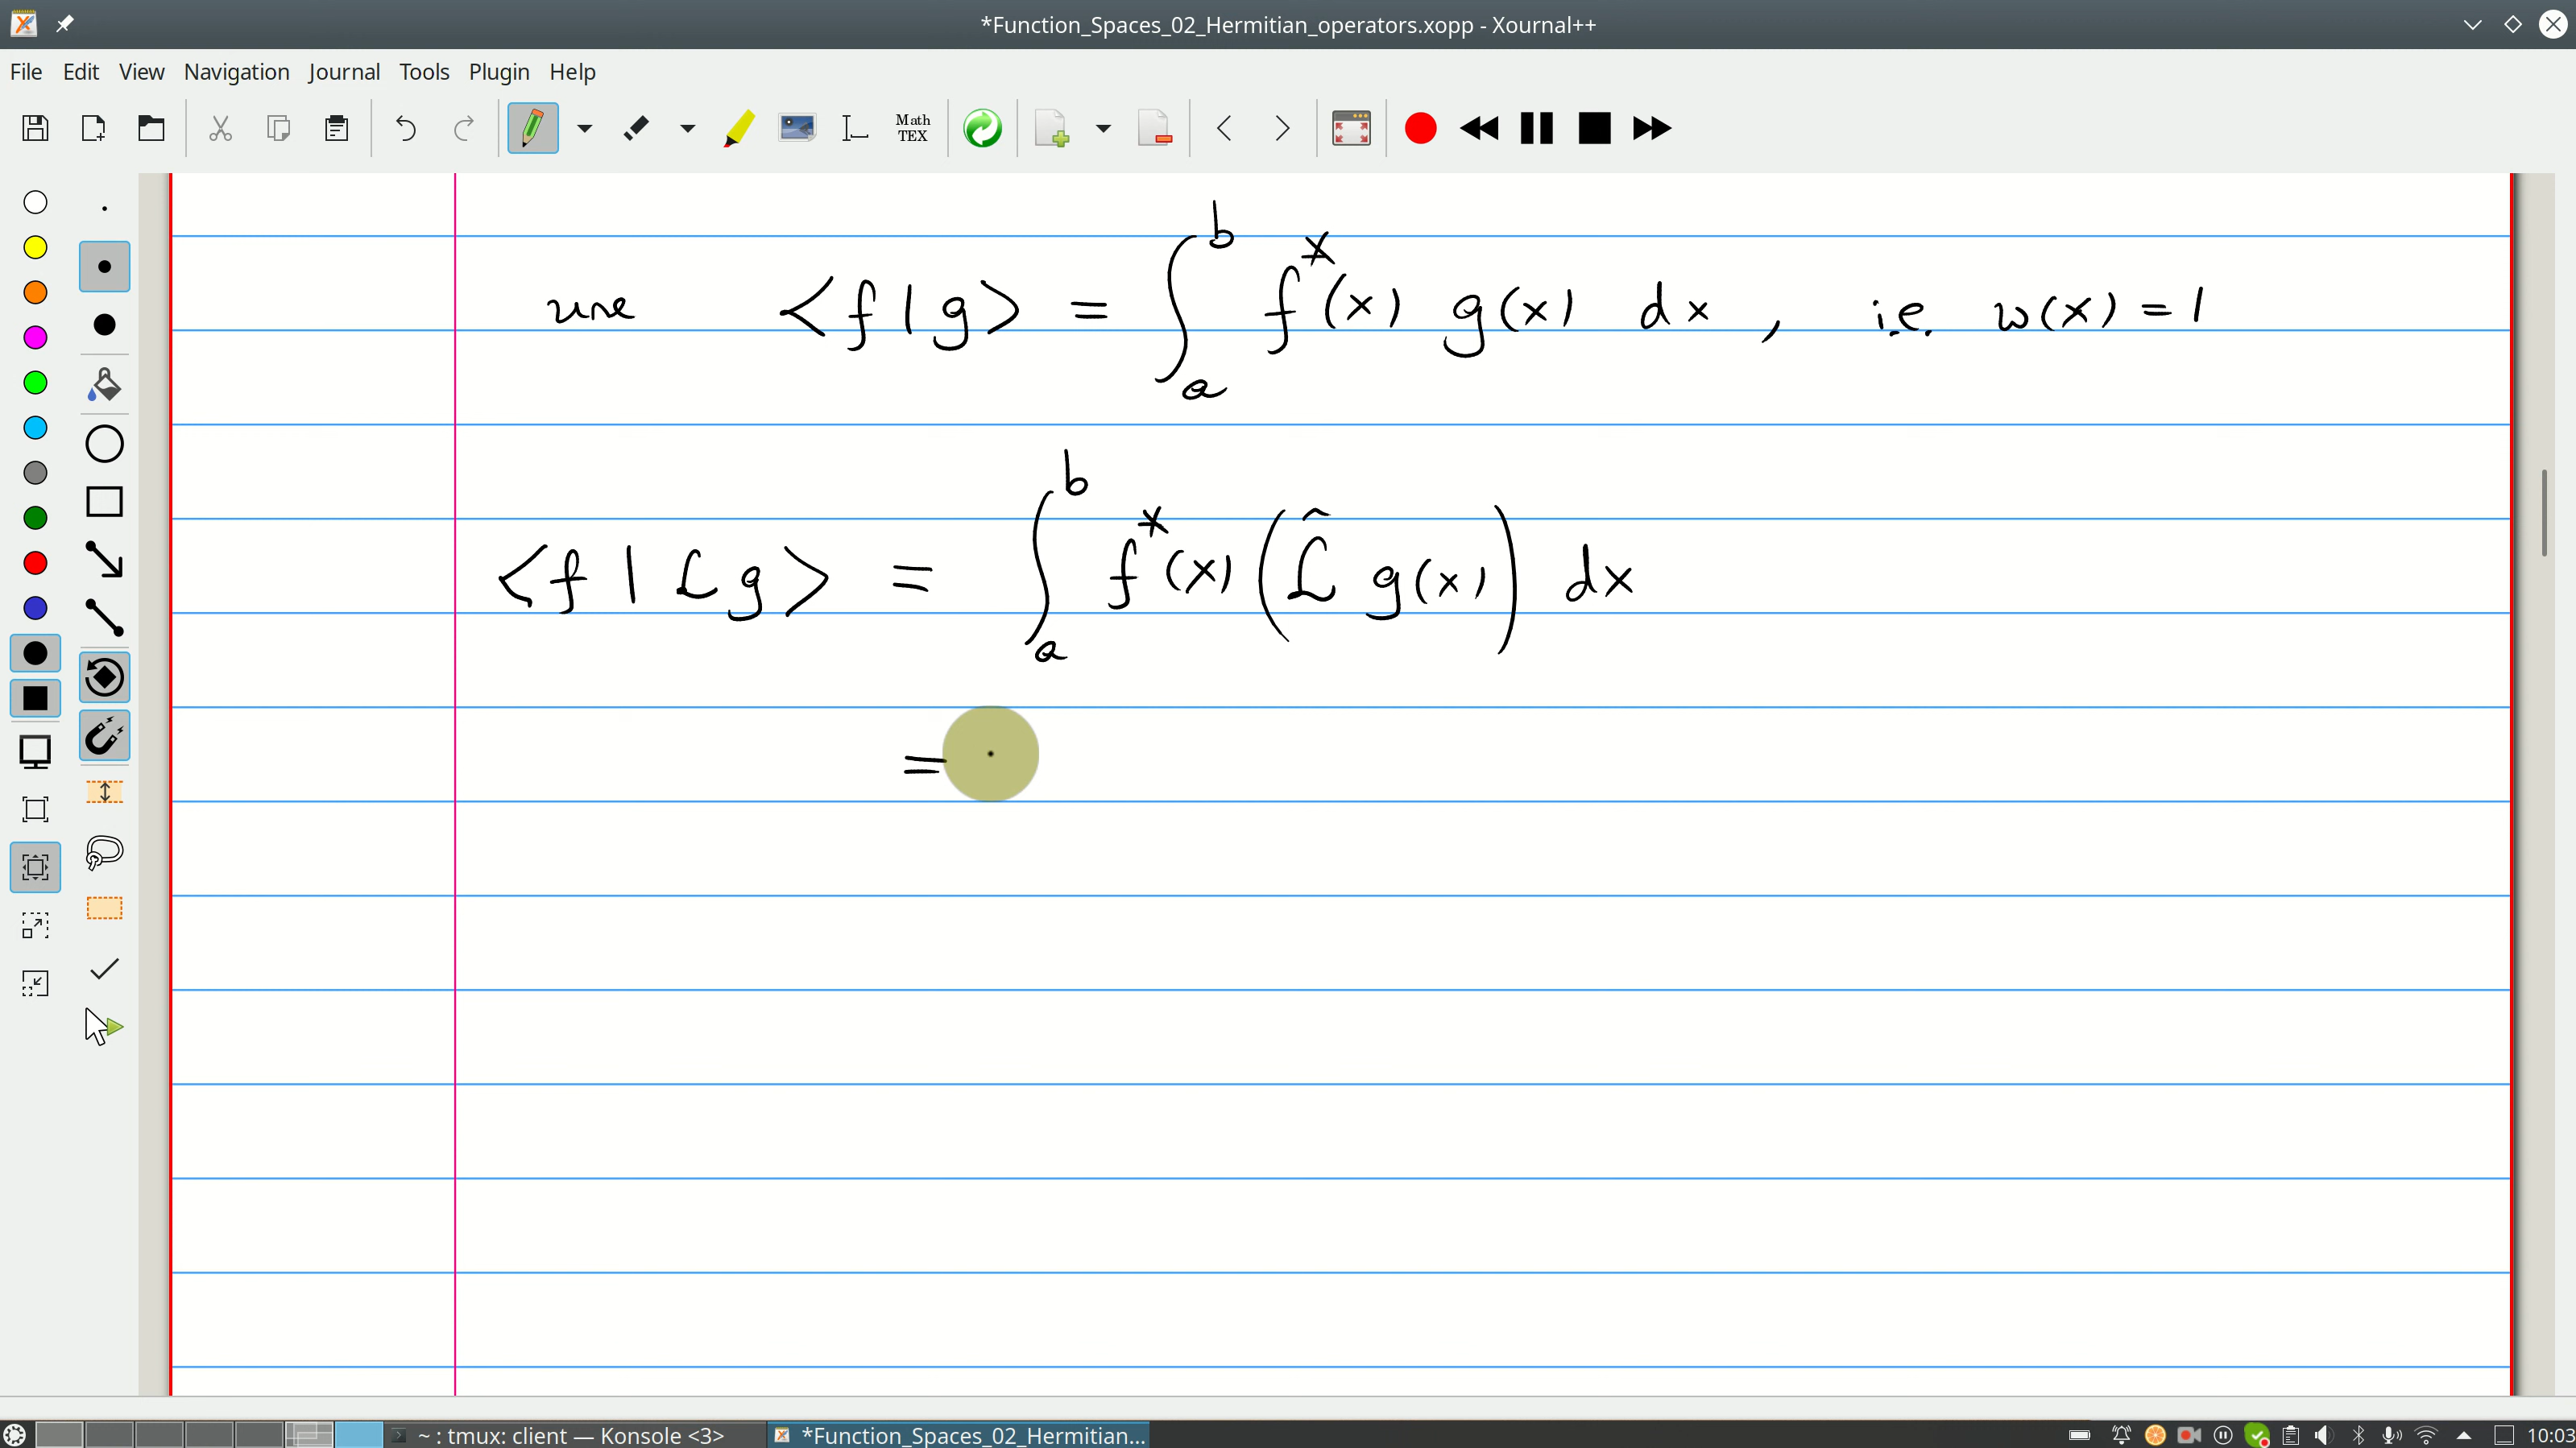 *Function_Spaces_02_Hermitian_operators.xopp - Xournal++
File Edit View Navigation Journal Tools Plugin Help
Math
TEX
use <f|g> = ∫_a^b f*(x) g(x) dx , i.e. w(x) = 1
<f|ℒg> = ∫_a^b f*(x) (ℒ̂ g(x)) dx
=
~ : tmux: client — Konsole <3> *Function_Spaces_02_Hermitian... 10:03